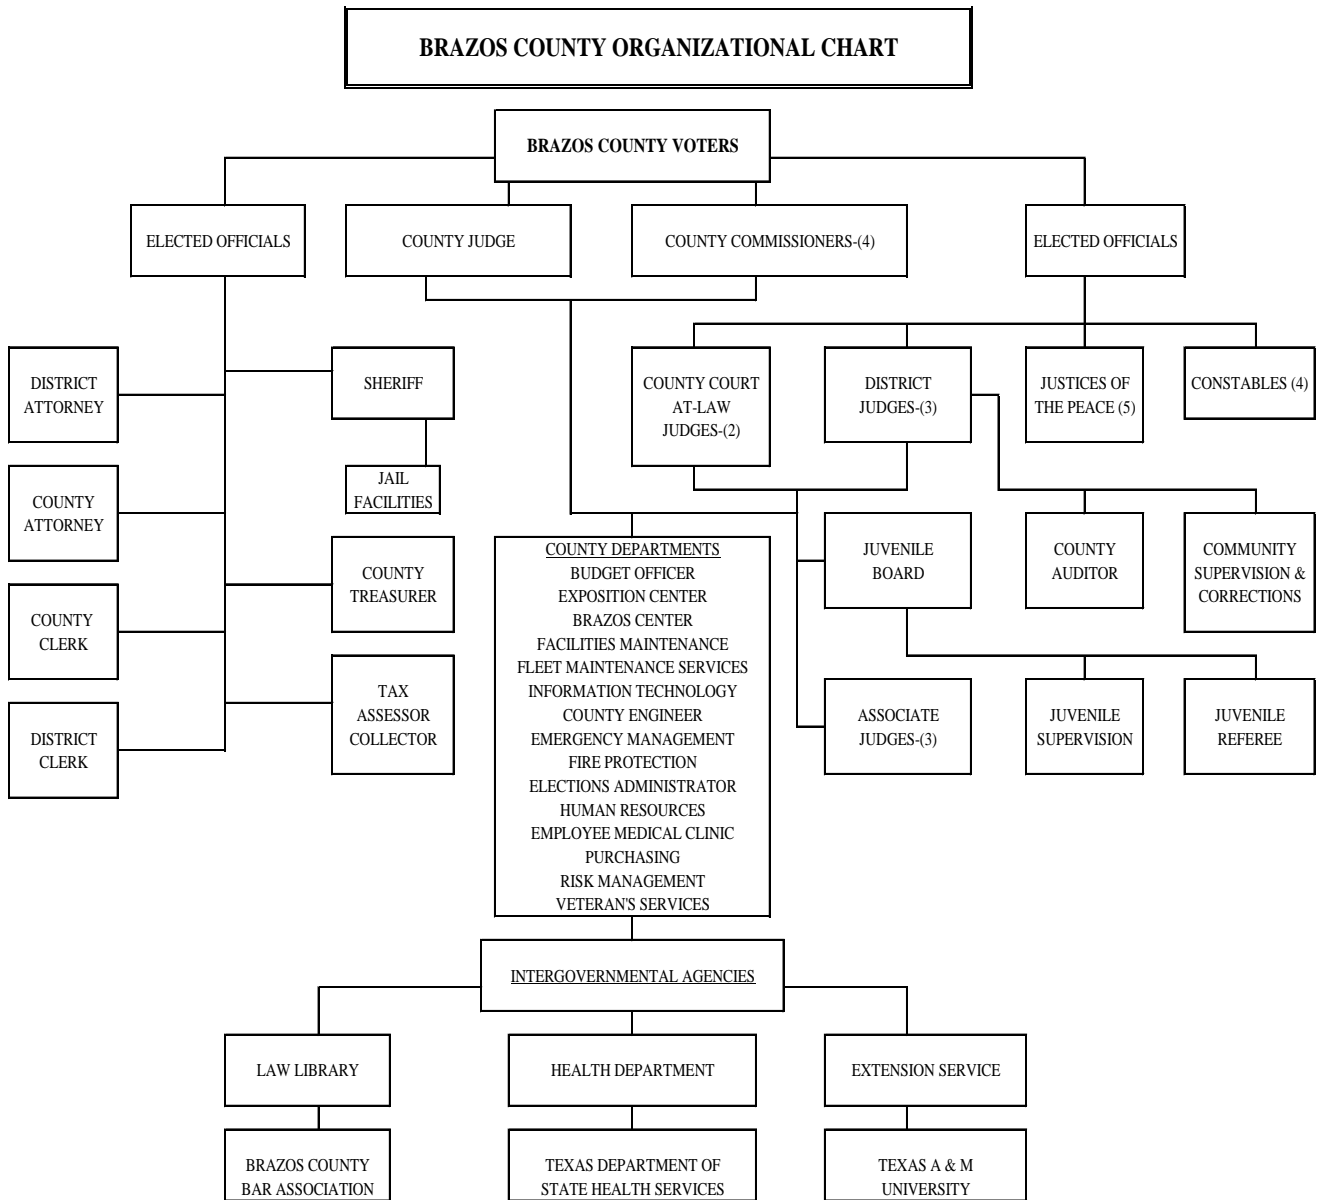 BRAZOS COUNTY ORGANIZATIONAL CHART
BRAZOS COUNTY VOTERS
ELECTED OFFICIALS
COUNTY JUDGE
COUNTY COMMISSIONERS-(4)
ELECTED OFFICIALS
DISTRICT
ATTORNEY
SHERIFF
COUNTY COURT
AT-LAW
JUDGES-(2)
DISTRICT
JUDGES-(3)
JUSTICES OF
THE PEACE (5)
CONSTABLES (4)
JAIL
FACILITIES
COUNTY
ATTORNEY
COUNTY DEPARTMENTS
BUDGET OFFICER
EXPOSITION CENTER
BRAZOS CENTER
FACILITIES MAINTENANCE
FLEET MAINTENANCE SERVICES
INFORMATION TECHNOLOGY
COUNTY ENGINEER
EMERGENCY MANAGEMENT
FIRE PROTECTION
ELECTIONS ADMINISTRATOR
HUMAN RESOURCES
EMPLOYEE MEDICAL CLINIC
PURCHASING
RISK MANAGEMENT
VETERAN'S SERVICES
JUVENILE
BOARD
COUNTY
AUDITOR
COMMUNITY
SUPERVISION &
CORRECTIONS
COUNTY
TREASURER
COUNTY
CLERK
TAX
ASSESSOR
COLLECTOR
ASSOCIATE
JUDGES-(3)
JUVENILE
SUPERVISION
JUVENILE
REFEREE
DISTRICT
CLERK
INTERGOVERNMENTAL AGENCIES
LAW LIBRARY
HEALTH DEPARTMENT
EXTENSION SERVICE
BRAZOS COUNTY
BAR ASSOCIATION
TEXAS DEPARTMENT OF
STATE HEALTH SERVICES
TEXAS A & M
UNIVERSITY